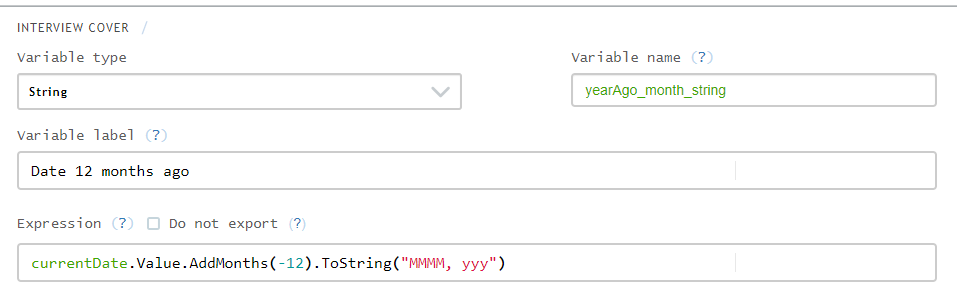 INTERVIEW COVER /
Variable type
Variable name (?)
String
yearAgo_month_string
Variable label (?)
Date 12 months ago
Expression (?) Do not export (?)
currentDate.Value.AddMonths(-12).ToString("MMMM, yyy")